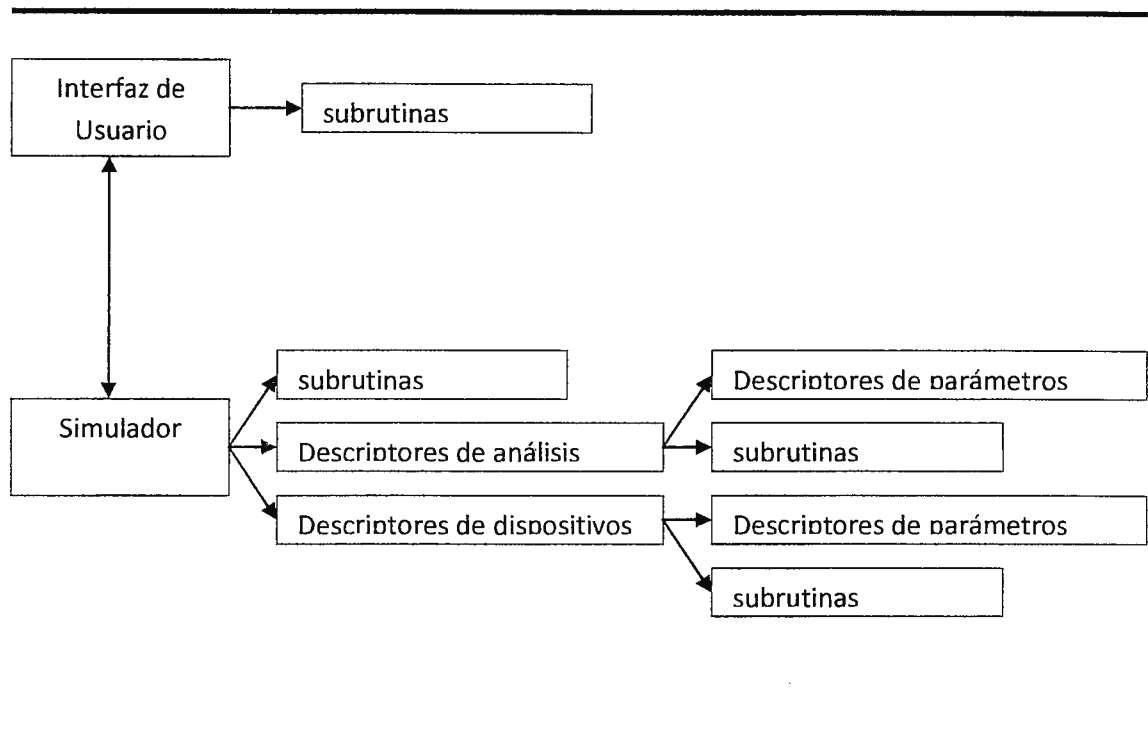 Interfaz de
Usuario
subrutinas
subrutinas
Descriptores de parámetros
Simulador
Descriptores de análisis
subrutinas
Descriptores de dispositivos
Descriptores de parámetros
subrutinas